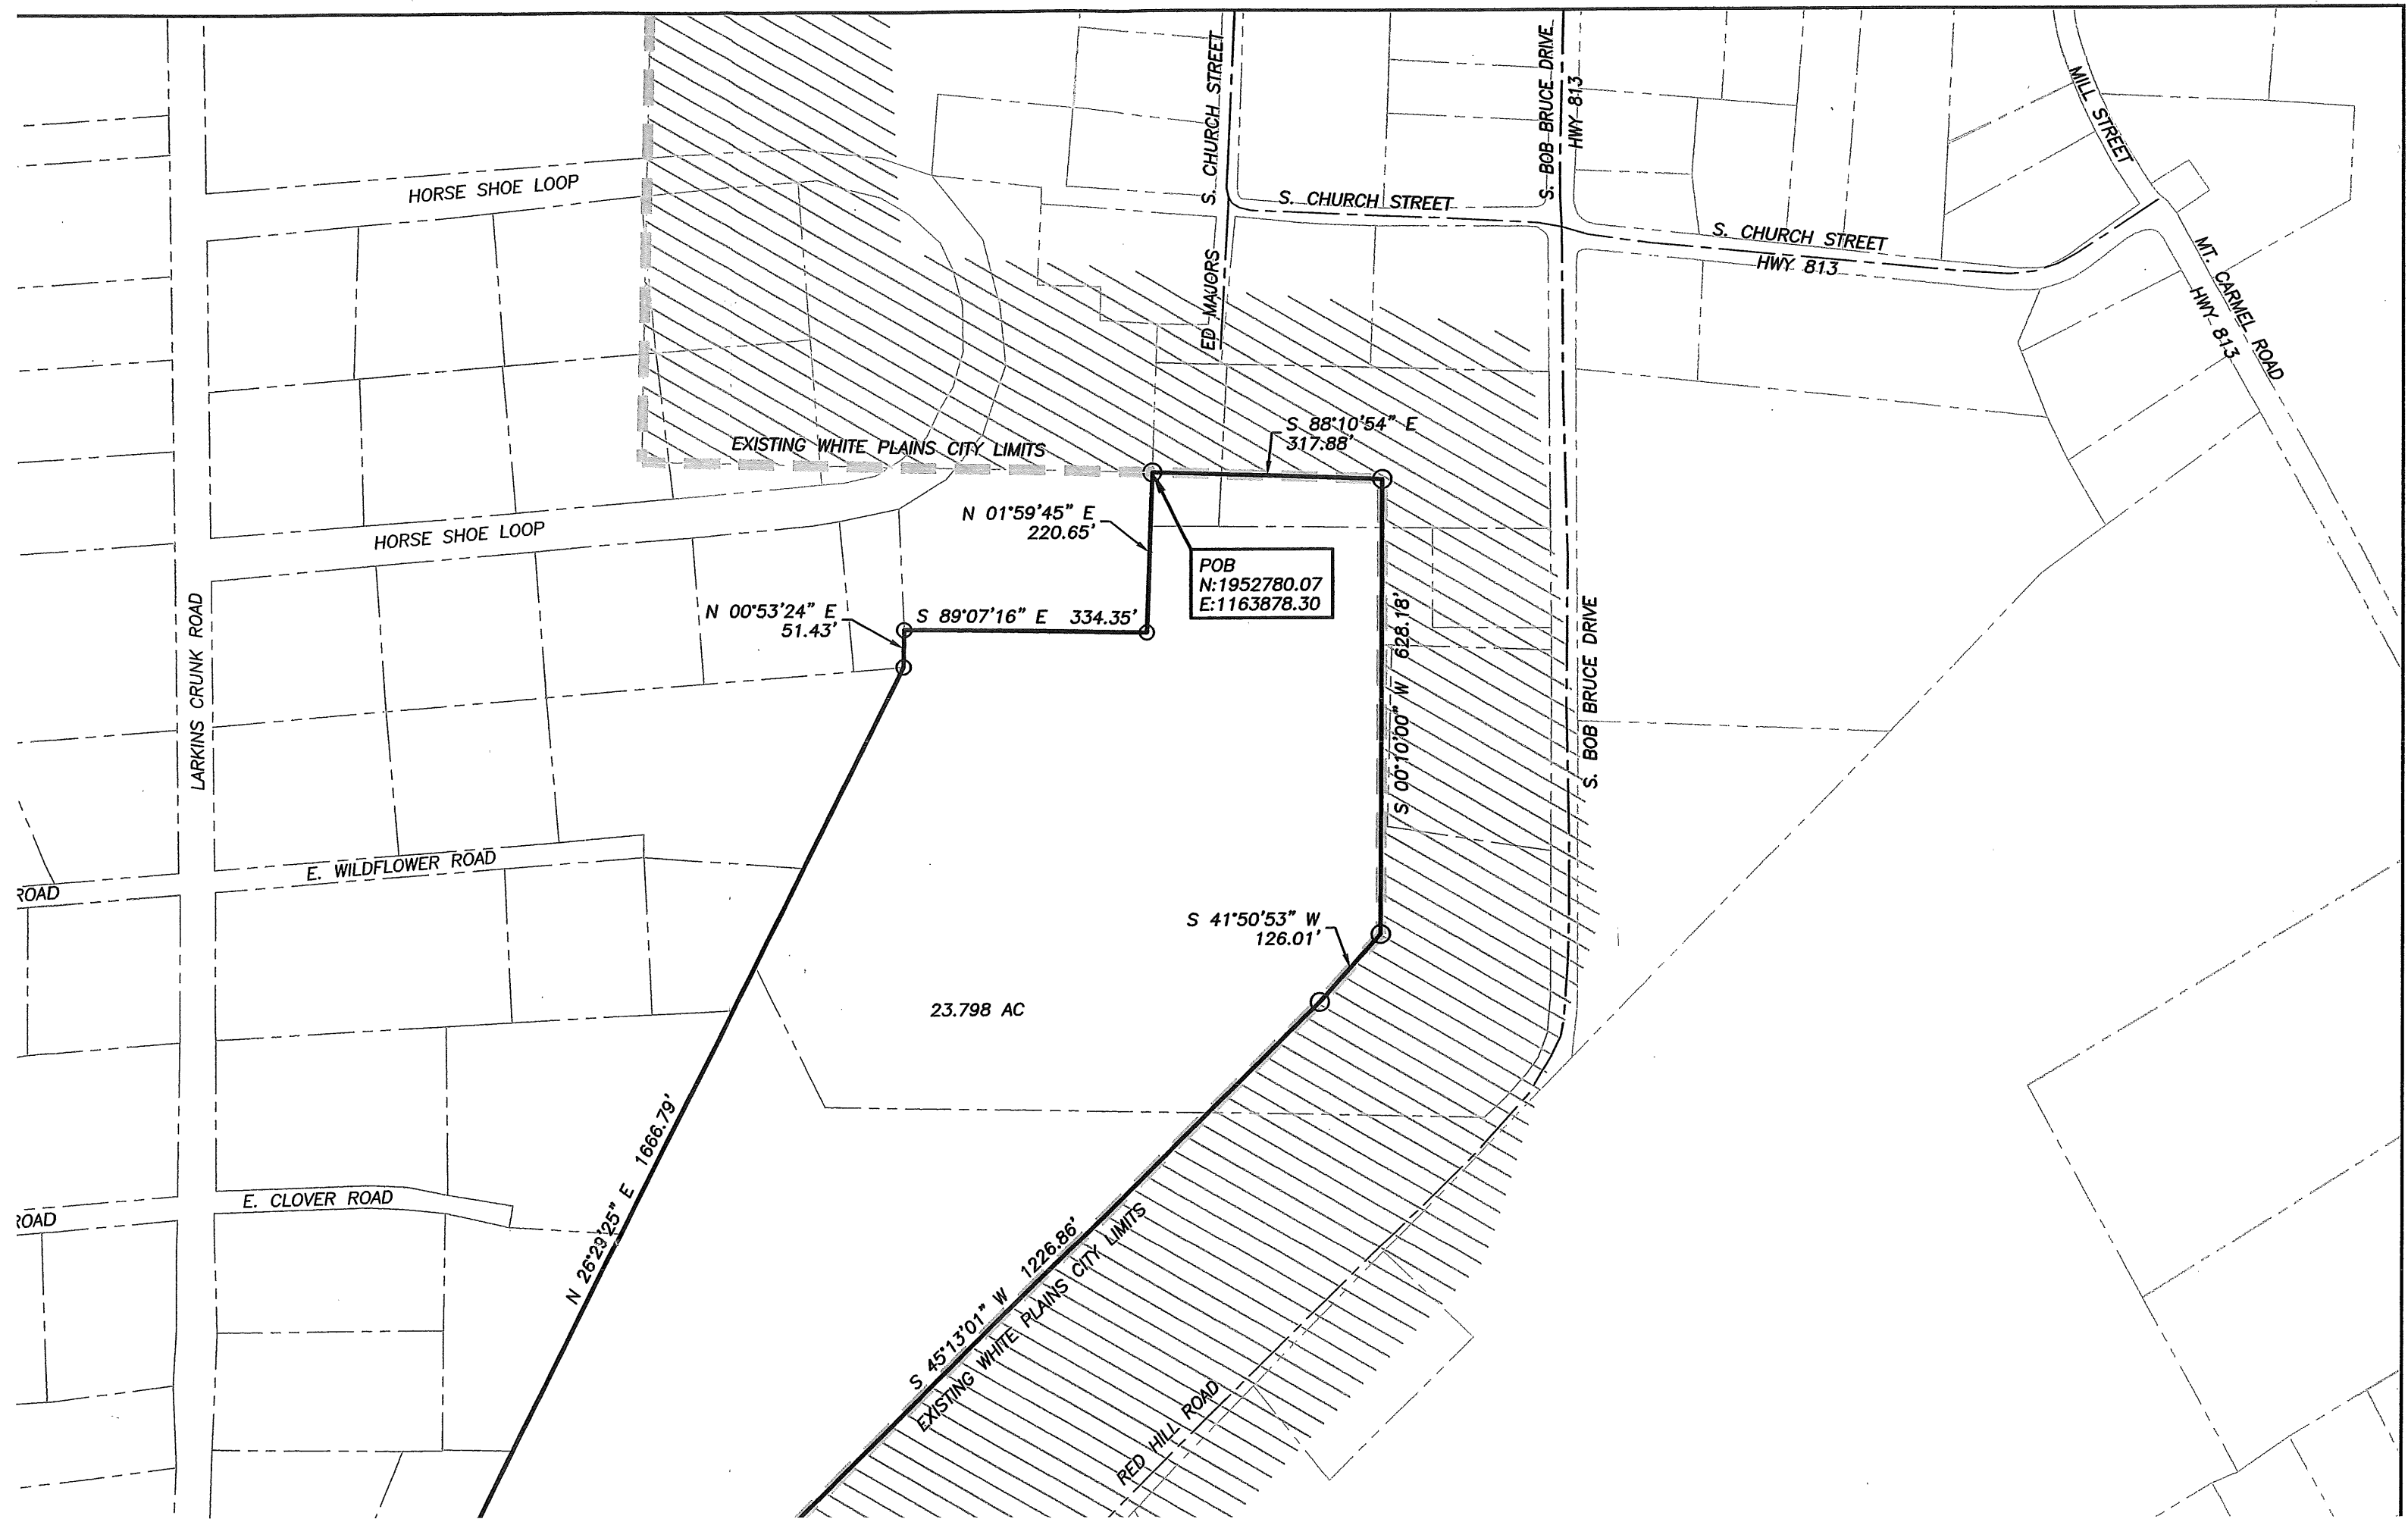 HORSE SHOE LOOP
S. CHURCH STREET
ED MAJORS
S. CHURCH STREET
S. BOB BRUCE DRIVE
HWY 813
S. CHURCH STREET
HWY 813
MILL STREET
MT. CARMEL ROAD
HWY 813
EXISTING WHITE PLAINS CITY LIMITS
S 88°10'54" E
317.88'
HORSE SHOE LOOP
N 01°59'45" E
220.65'
POB
N:1952780.07
E:1163878.30
N 00°53'24" E
51.43'
S 89°07'16" E 334.35'
S 00°10'00" W 628.18'
S. BOB BRUCE DRIVE
LARKINS CRUNK ROAD
E. WILDFLOWER ROAD
ROAD
S 41°50'53" W
126.01'
23.798 AC
N 26°29'25" E 1666.79'
E. CLOVER ROAD
ROAD
S 45°13'01" W 1226.86'
EXISTING WHITE PLAINS CITY LIMITS
RED HILL ROAD